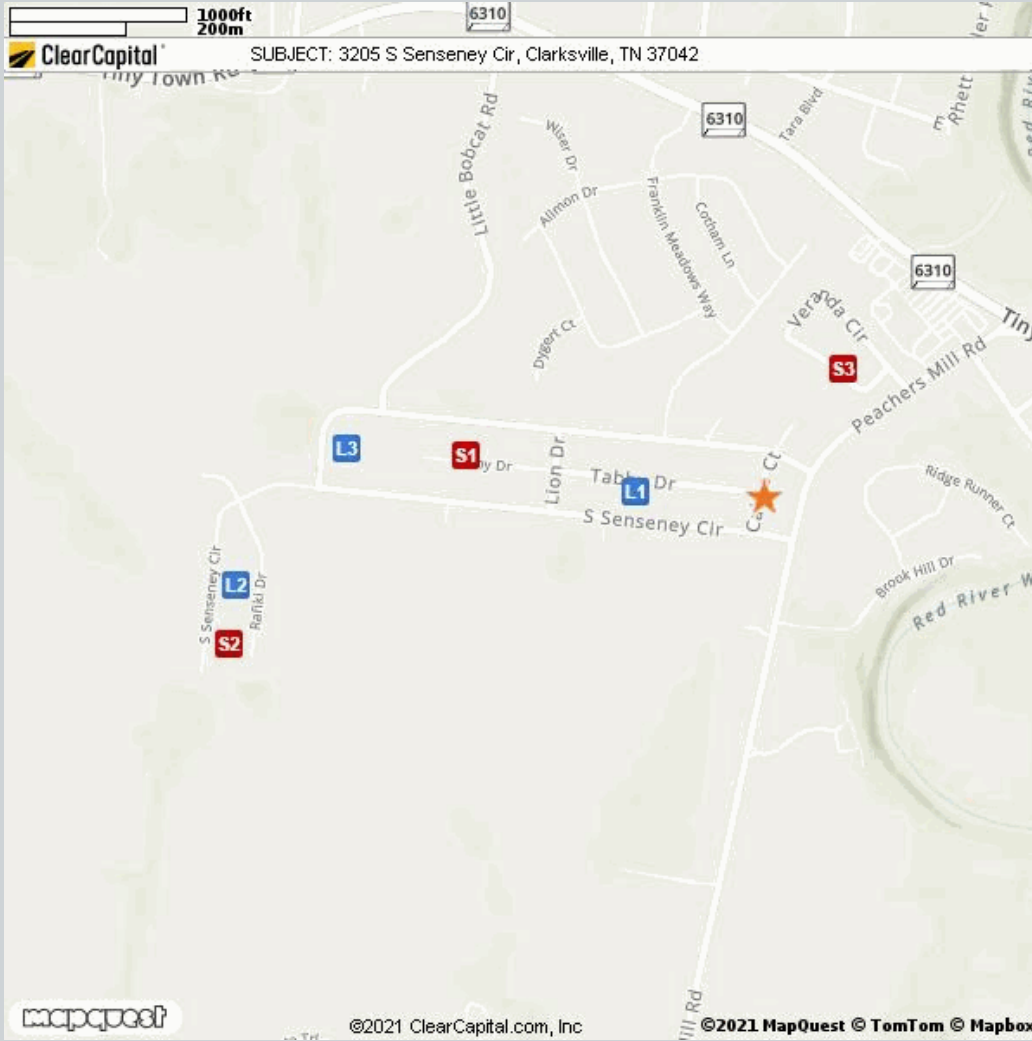 1000ft
200m
6310
ClearCapital
SUBJECT: 3205 S Senseney Cir, Clarksville, TN 37042
Tiny Town
Little Bobcat Rd
6310
Tara Blvd
E Rhett
Wiser Dr
Allmon Dr
Franklin Meadows Way
Cotham Ln
6310
Veranda Cir
Dygert Ct
S3
Peachers Mill Rd
L3
S1
Lion Dr
Tabby Dr
L1
Ct
S Senseney Cir
Ridge Runner Ct
Brook Hill Dr
Red River
S Senseney Cir
L2
Rafiki Dr
S2
Rd
mapquest
©2021 ClearCapital.com, Inc
©2021 MapQuest © TomTom © Mapbox